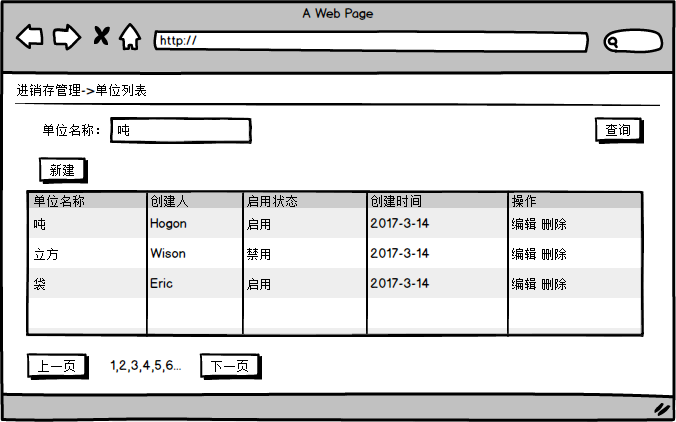 A Web Page
http://
进销存管理->单位列表
单位名称： 吨 查询
新建
单位名称 创建人 启用状态 创建时间 操作
吨 Hogon 启用 2017-3-14 编辑 删除
立方 Wison 禁用 2017-3-14 编辑 删除
袋 Eric 启用 2017-3-14 编辑 删除
上一页 1,2,3,4,5,6... 下一页